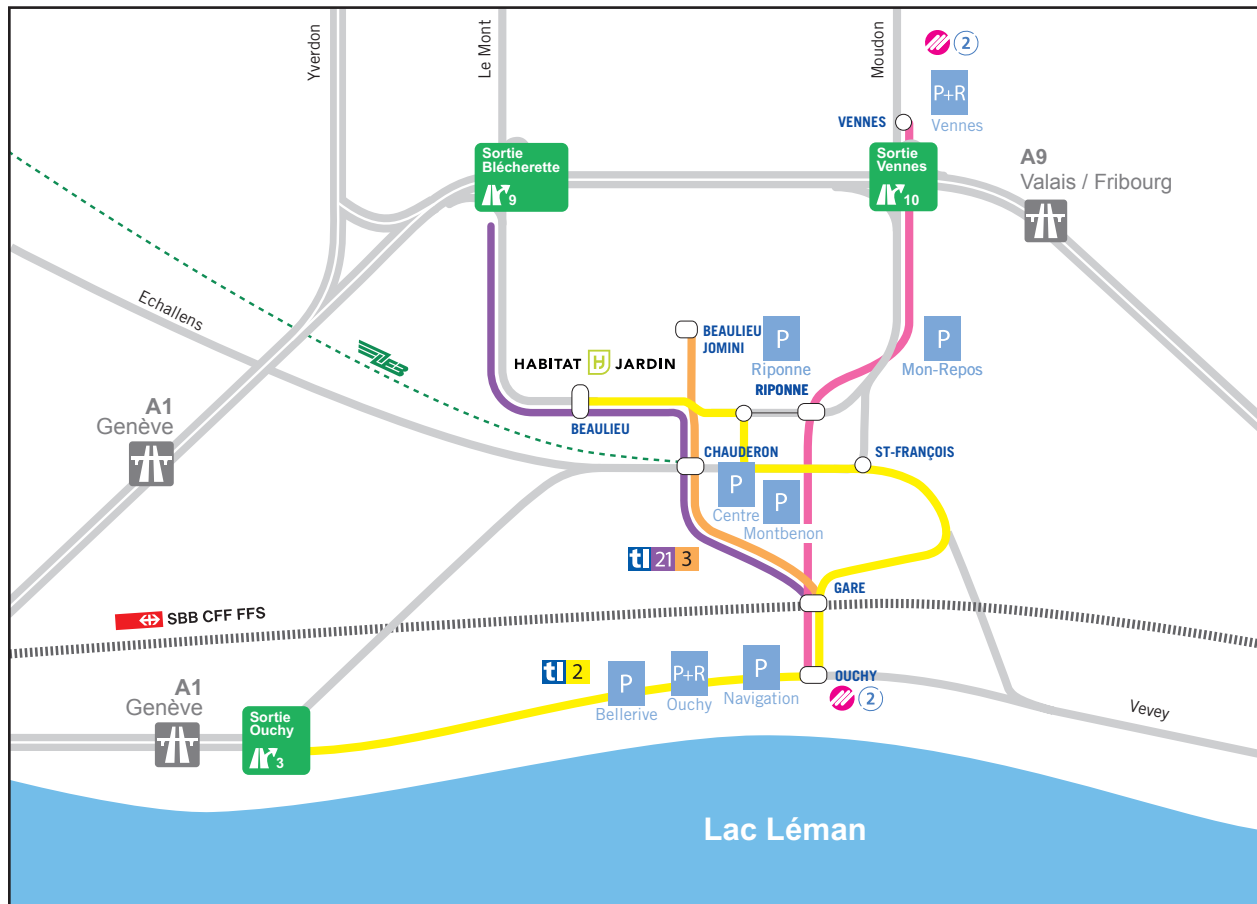 Yverdon
Le Mont
Moudon
2
P+R
Vennes
VENNES
Sortie
Blécherette
9
Sortie
Vennes
10
A9
Valais / Fribourg
Echallens
LEB
HABITAT H JARDIN
BEAULIEU
JOMINI
P
Riponne
P
Mon-Repos
RIPONNE
A1
Genève
BEAULIEU
CHAUDERON
ST-FRANÇOIS
P
Centre
P
Montbenon
tl 21 3
GARE
SBB CFF FFS
tl 2
P
Bellerive
P+R
Ouchy
P
Navigation
OUCHY
2
A1
Genève
Sortie
Ouchy
3
Vevey
Lac Léman